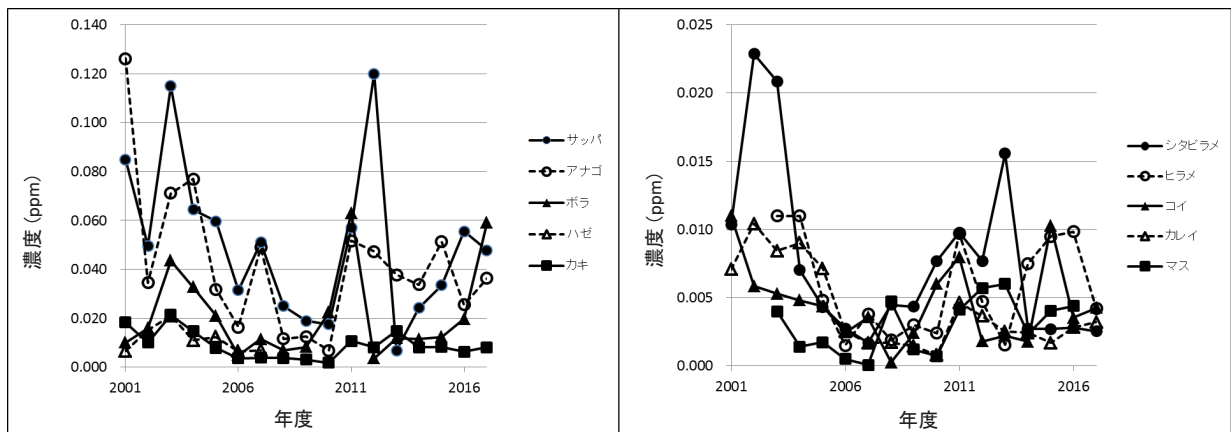 0.140
0.120
0.100
0.080
0.060
0.040
0.020
0.000
濃度 (ppm)
2001
2006
2011
2016
年度
サッパ
アナゴ
ボラ
ハゼ
カキ
0.025
0.020
0.015
0.010
0.005
0.000
濃度 (ppm)
2001
2006
2011
2016
年度
シタビラメ
ヒラメ
コイ
カレイ
マス